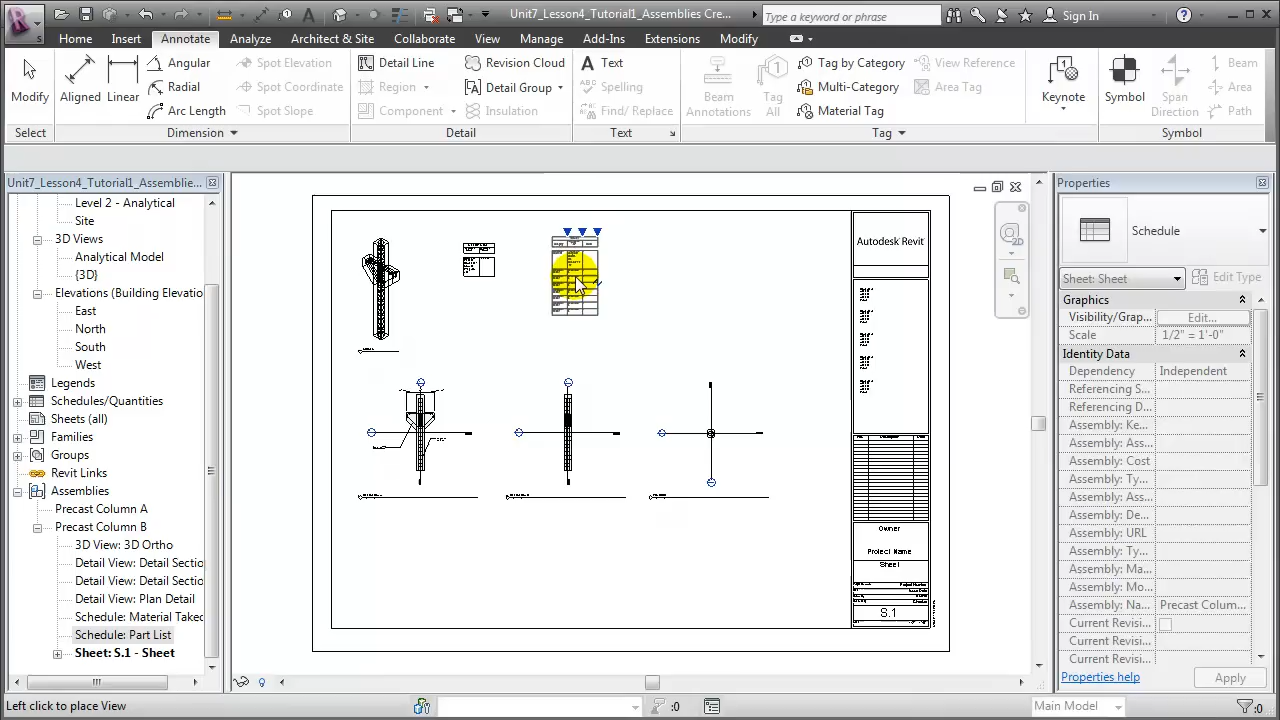 Unit7_Lesson4_Tutorial1_Assemblies Cre...
Type a keyword or phrase
Sign In
Home Insert Annotate Analyze Architect & Site Collaborate View Manage Add-Ins Extensions Modify
Modify
Aligned
Linear
Angular
Radial
Arc Length
Spot Elevation
Spot Coordinate
Spot Slope
Detail Line
Region
Component
Revision Cloud
Detail Group
Insulation
Text
Spelling
Find/ Replace
Beam
Annotations
Tag
All
Tag by Category
Multi-Category
Material Tag
View Reference
Area Tag
Keynote
Symbol
Span
Direction
Beam
Area
Path
Select Dimension Detail Text Tag Symbol
Unit7_Lesson4_Tutorial1_Assemblie...
Level 2 - Analytical
Site
3D Views
Analytical Model
{3D}
Elevations (Building Elevatio
East
North
South
West
Legends
Schedules/Quantities
Sheets (all)
Families
Groups
Revit Links
Assemblies
Precast Column A
Precast Column B
3D View: 3D Ortho
Detail View: Detail Sectio
Detail View: Detail Sectio
Detail View: Plan Detail
Schedule: Material Takec
Schedule: Part List
Sheet: S.1 - Sheet
2D
Autodesk Revit
Owner
Project Name
Sheet
S.1
Properties
Schedule
Sheet: Sheet
Edit Type
Graphics
Visibility/Grap... Edit...
Scale 1/2" = 1'-0"
Identity Data
Dependency Independent
Referencing S...
Referencing D...
Assembly: Ke...
Assembly: Ass...
Assembly: Cost
Assembly: Typ...
Assembly: Ass...
Assembly: De...
Assembly: URL
Assembly: Ty...
Assembly: Ma...
Assembly: Mo...
Assembly: Na... Precast Colum...
Current Revisi...
Current Revisi...
Current Revisi...
Properties help
Apply
Left click to place View
:0
Main Model
:0